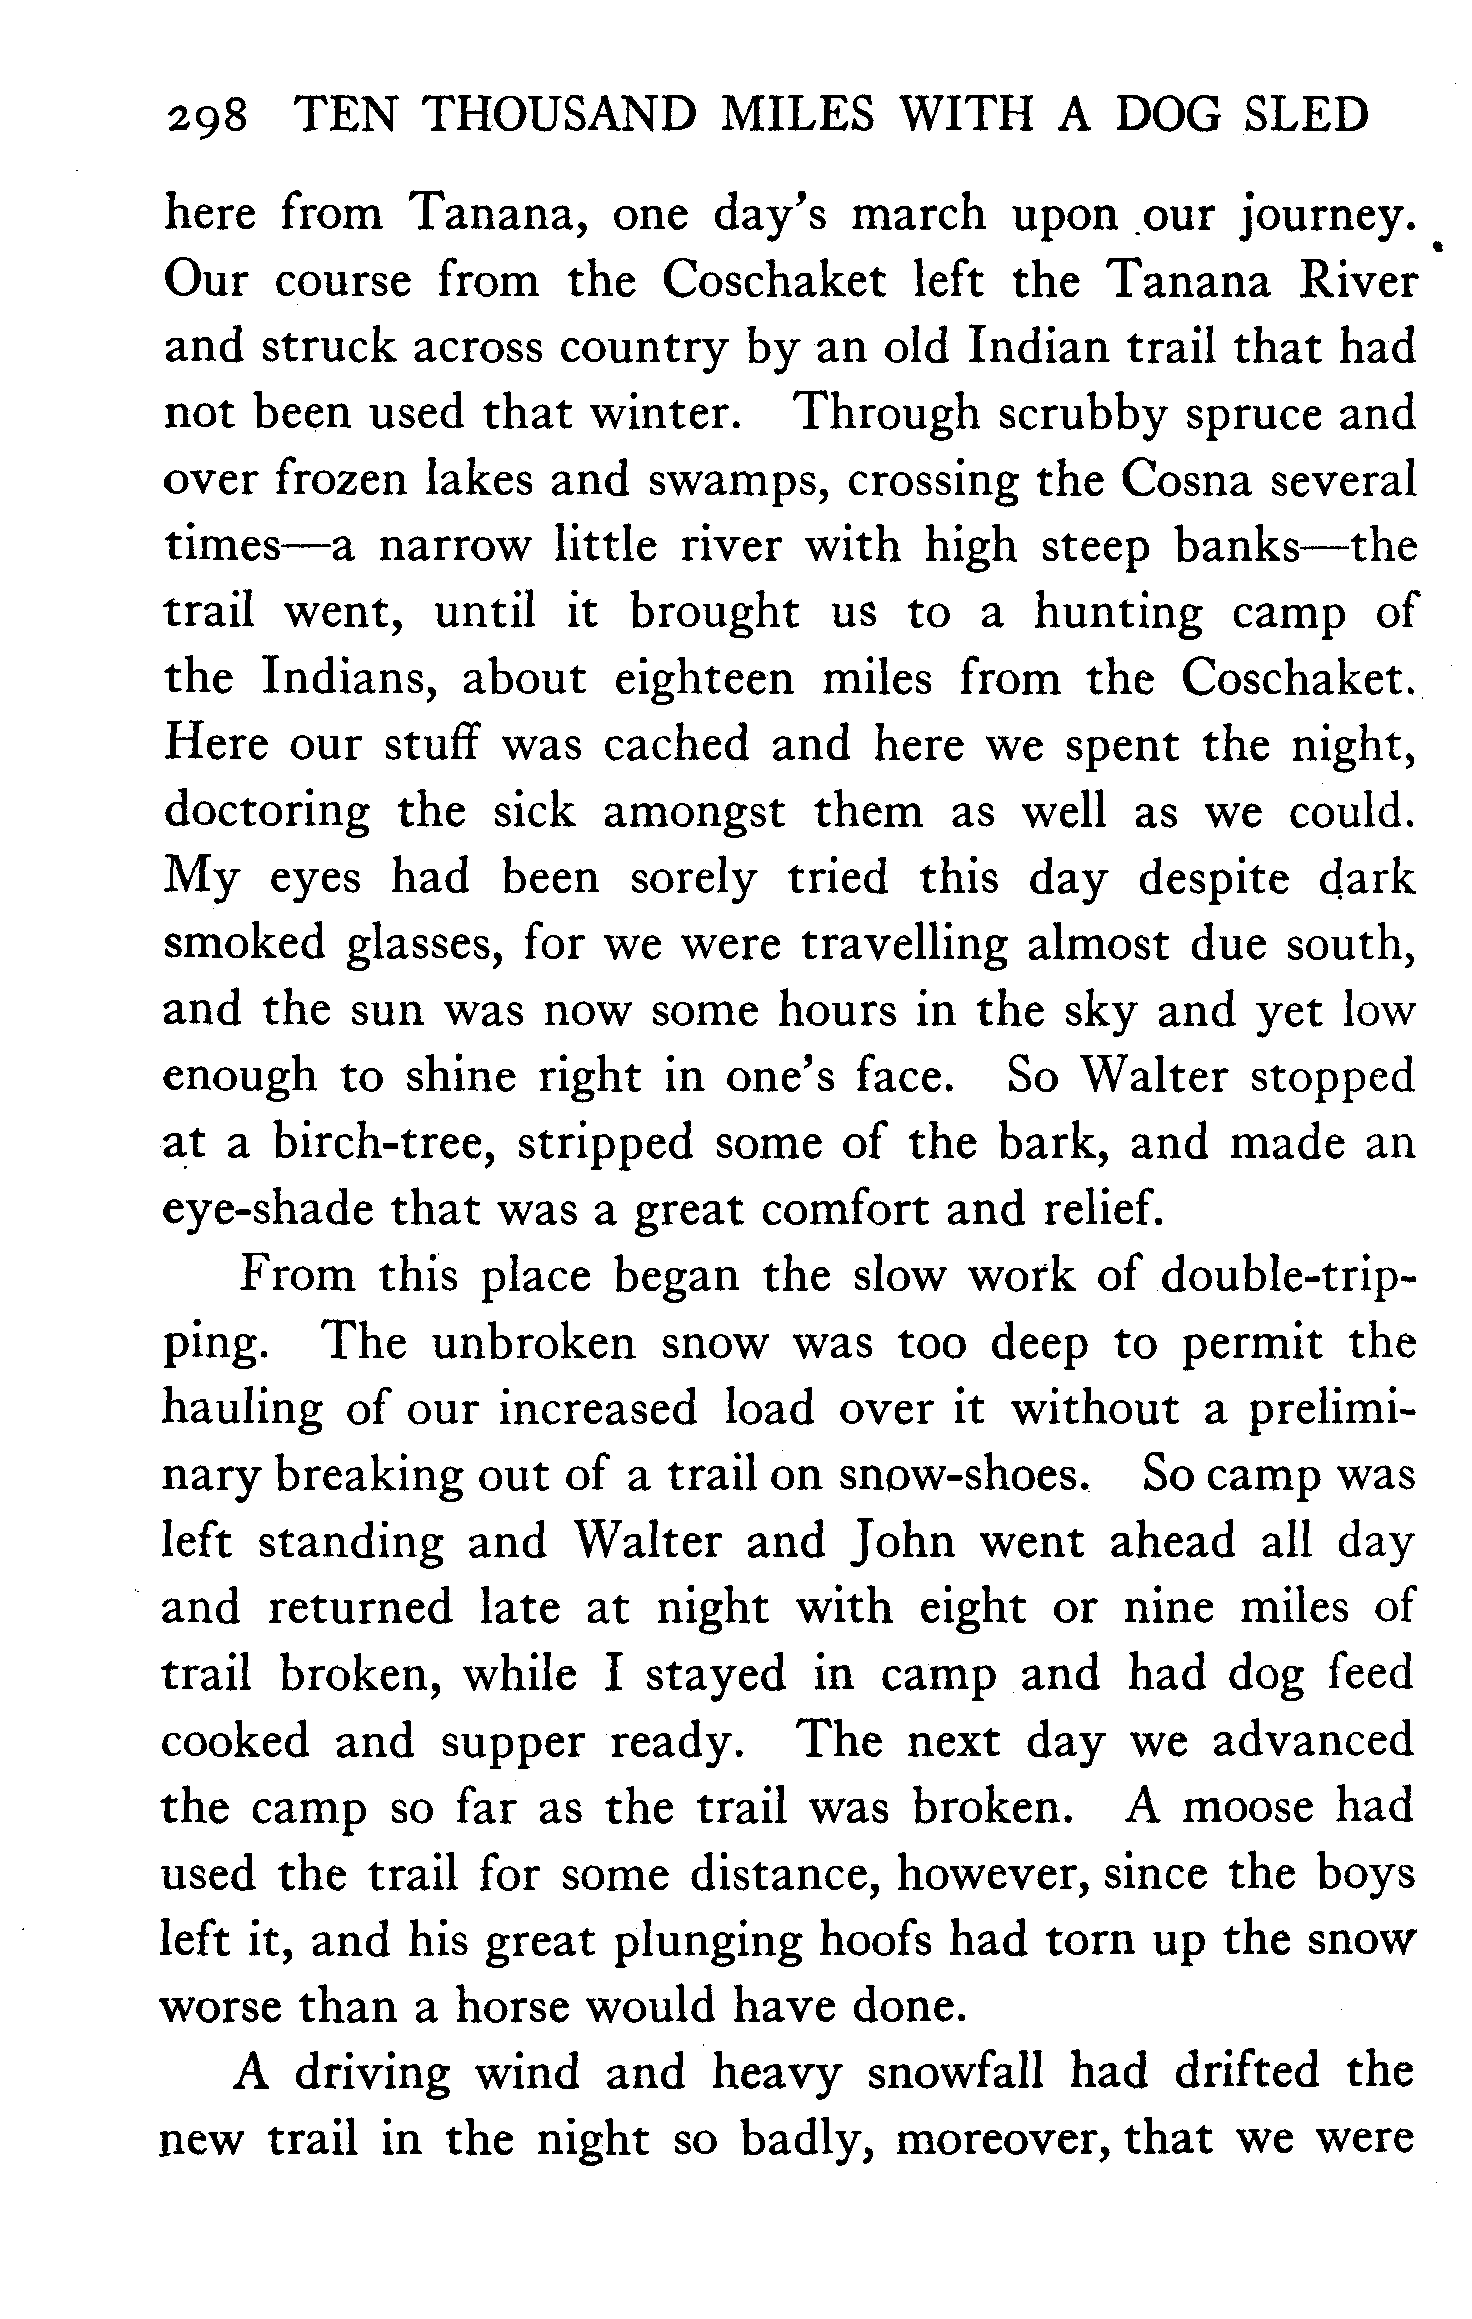 298 TEN THOUSAND MILES WITH A DOG SLED
here from Tanana, one day's march upon our journey.
Our course from the Coschaket left the Tanana River
and struck across country by an old Indian trail that had
not been used that winter. Through scrubby spruce and
over frozen lakes and swamps, crossing the Cosna several
times—a narrow little river with high steep banks—the
trail went, until it brought us to a hunting camp of
the Indians, about eighteen miles from the Coschaket.
Here our stuff was cached and here we spent the night,
doctoring the sick amongst them as well as we could.
My eyes had been sorely tried this day despite dark
smoked glasses, for we were travelling almost due south,
and the sun was now some hours in the sky and yet low
enough to shine right in one's face. So Walter stopped
at a birch-tree, stripped some of the bark, and made an
eye-shade that was a great comfort and relief.
From this place began the slow work of double-trip-
ping. The unbroken snow was too deep to permit the
hauling of our increased load over it without a prelimi-
nary breaking out of a trail on snow-shoes. So camp was
left standing and Walter and John went ahead all day
and returned late at night with eight or nine miles of
trail broken, while I stayed in camp and had dog feed
cooked and supper ready. The next day we advanced
the camp so far as the trail was broken. A moose had
used the trail for some distance, however, since the boys
left it, and his great plunging hoofs had torn up the snow
worse than a horse would have done.
A driving wind and heavy snowfall had drifted the
new trail in the night so badly, moreover, that we were